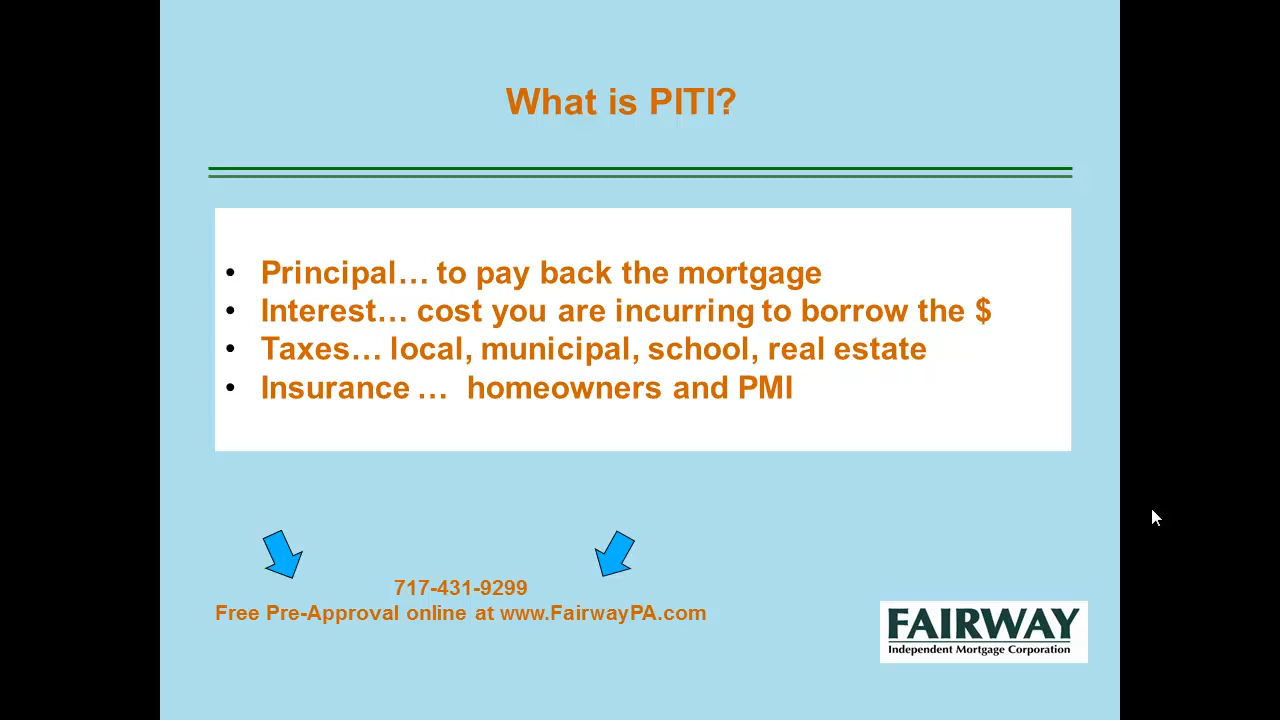 What is PITI?
• Principal… to pay back the mortgage
• Interest… cost you are incurring to borrow the $
• Taxes… local, municipal, school, real estate
• Insurance … homeowners and PMI
717-431-9299
Free Pre-Approval online at www.FairwayPA.com
FAIRWAY
Independent Mortgage Corporation